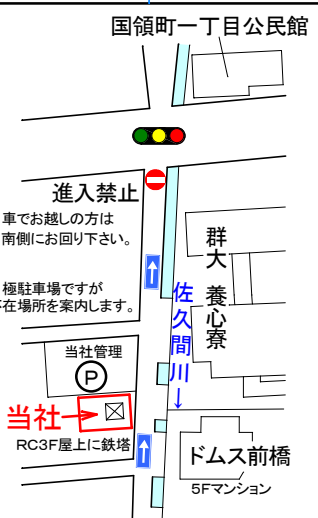 国領町一丁目公民館
進入禁止
車でお越しの方は
南側にお回り下さい。
極駐車場ですが
在場所を案内します。
群大 養心寮
佐久間川↓
当社管理
P
当社→
RC3F屋上に鉄塔
ドムス前橋
5Fマンション